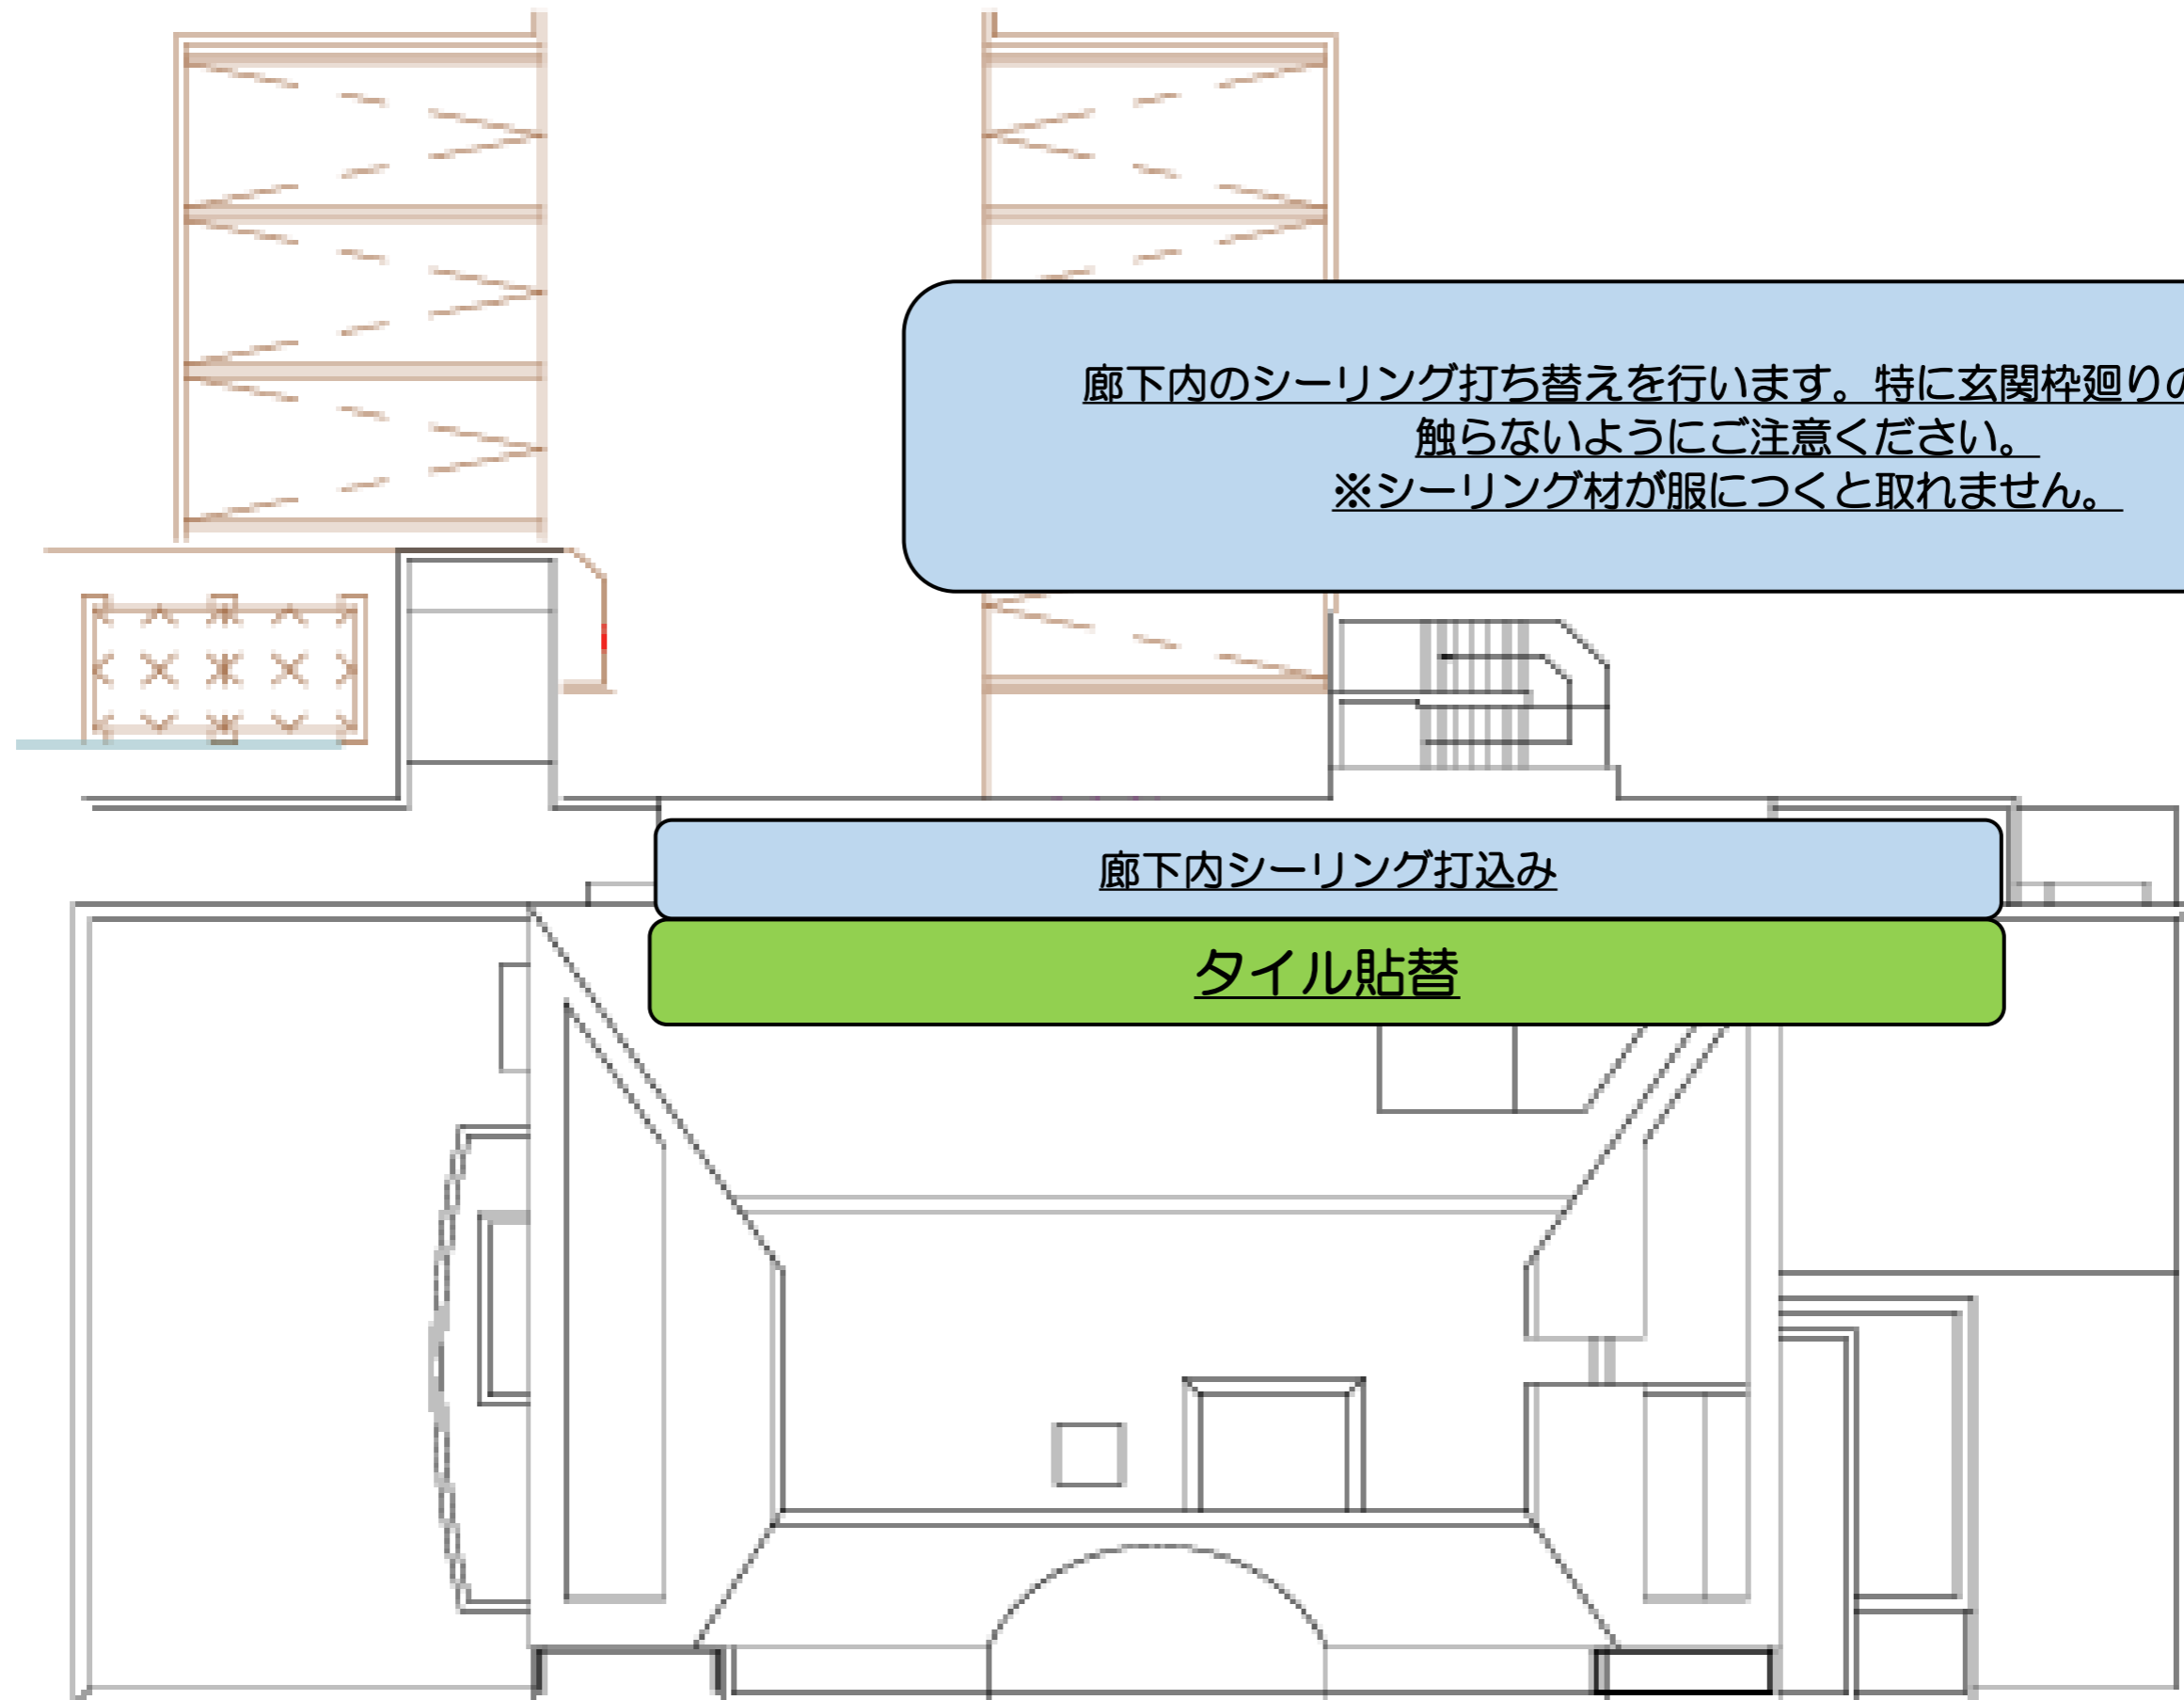 廊下内のシーリング打ち替えを行います。特に玄関枠廻りの
触らないようにご注意ください。
※シーリング材が服につくと取れません。
廊下内シーリング打込み
タイル貼替